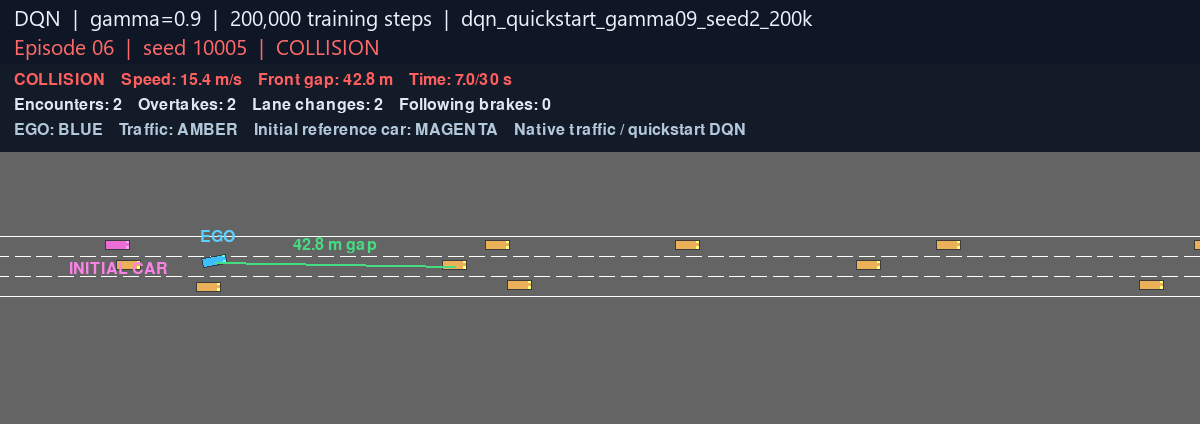 DQN | gamma=0.9 | 200,000 training steps | dqn_quickstart_gamma09_seed2_200k
Episode 06 | seed 10005 | COLLISION
COLLISION Speed: 15.4 m/s Front gap: 42.8 m Time: 7.0/30 s
Encounters: 2 Overtakes: 2 Lane changes: 2 Following brakes: 0
EGO: BLUE Traffic: AMBER Initial reference car: MAGENTA Native traffic / quickstart DQN
EGO
42.8 m gap
INITIAL CAR